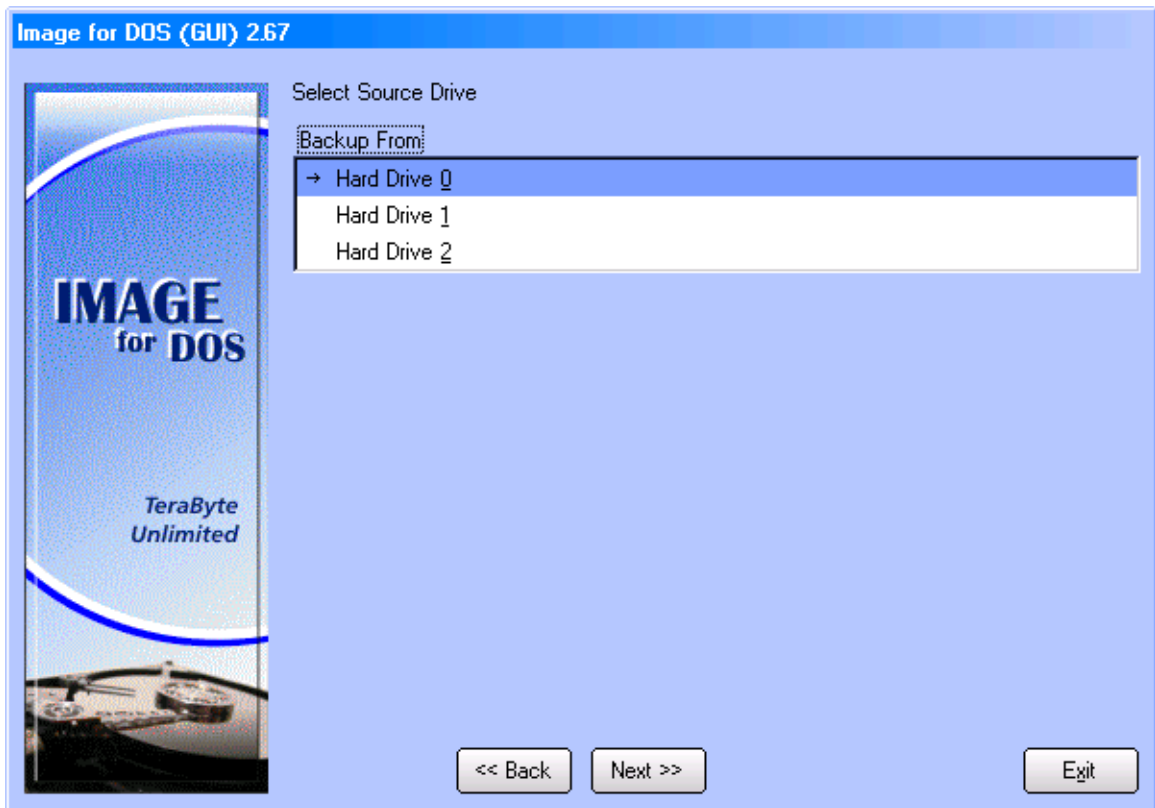 Image for DOS (GUI) 2.67
Select Source Drive
Backup From
→ Hard Drive 0
Hard Drive 1
Hard Drive 2
IMAGE
for DOS
TeraByte
Unlimited
<< Back
Next >>
Exit